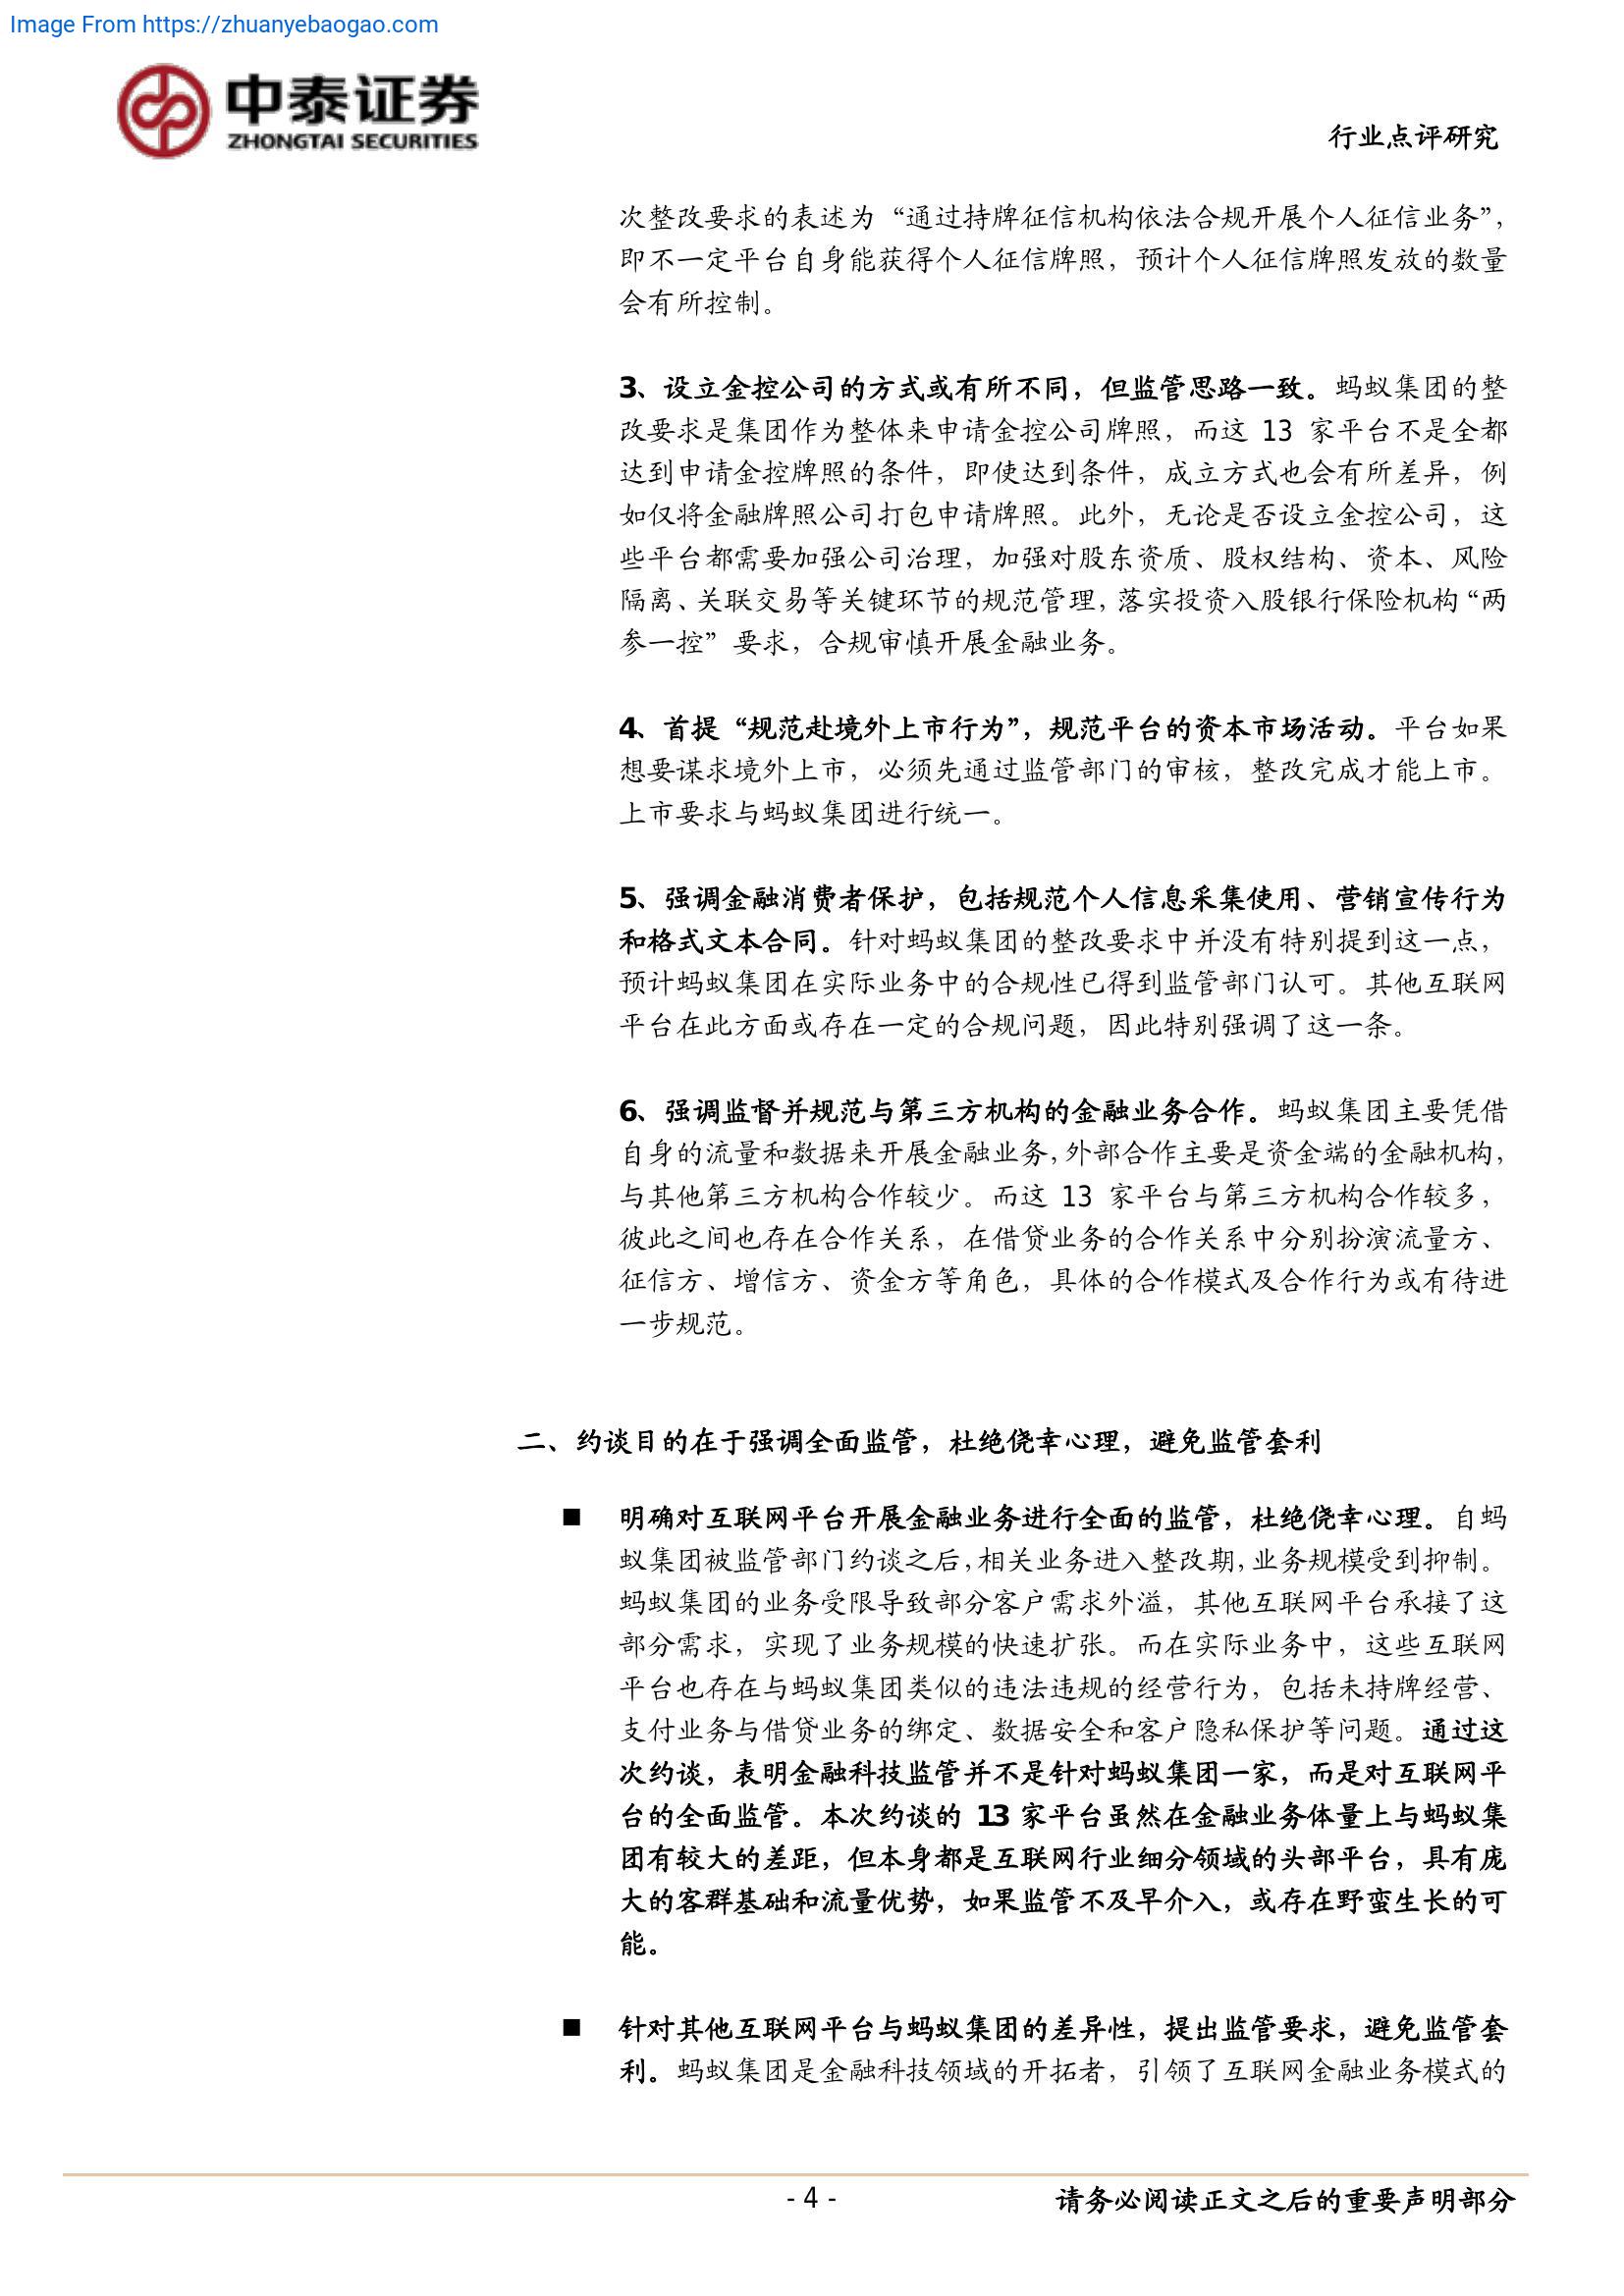 Image From https://zhuanyebaogao.com
中泰证券
ZHONGTAI SECURITIES
行业点评研究
次整改要求的表述为“通过持牌征信机构依法合规开展个人征信业务”，
即不一定平台自身能获得个人征信牌照，预计个人征信牌照发放的数量
会有所控制。
3、设立金控公司的方式或有所不同，但监管思路一致。蚂蚁集团的整
改要求是集团作为整体来申请金控公司牌照，而这 13 家平台不是全都
达到申请金控牌照的条件，即使达到条件，成立方式也会有所差异，例
如仅将金融牌照公司打包申请牌照。此外，无论是否设立金控公司，这
些平台都需要加强公司治理，加强对股东资质、股权结构、资本、风险
隔离、关联交易等关键环节的规范管理，落实投资入股银行保险机构“两
参一控”要求，合规审慎开展金融业务。
4、首提“规范赴境外上市行为”，规范平台的资本市场活动。平台如果
想要谋求境外上市，必须先通过监管部门的审核，整改完成才能上市。
上市要求与蚂蚁集团进行统一。
5、强调金融消费者保护，包括规范个人信息采集使用、营销宣传行为
和格式文本合同。针对蚂蚁集团的整改要求中并没有特别提到这一点，
预计蚂蚁集团在实际业务中的合规性已得到监管部门认可。其他互联网
平台在此方面或存在一定的合规问题，因此特别强调了这一条。
6、强调监督并规范与第三方机构的金融业务合作。蚂蚁集团主要凭借
自身的流量和数据来开展金融业务，外部合作主要是资金端的金融机构，
与其他第三方机构合作较少。而这 13 家平台与第三方机构合作较多，
彼此之间也存在合作关系，在借贷业务的合作关系中分别扮演流量方、
征信方、增信方、资金方等角色，具体的合作模式及合作行为或有待进
一步规范。
二、约谈目的在于强调全面监管，杜绝侥幸心理，避免监管套利
■ 明确对互联网平台开展金融业务进行全面的监管，杜绝侥幸心理。自蚂
蚁集团被监管部门约谈之后，相关业务进入整改期，业务规模受到抑制。
蚂蚁集团的业务受限导致部分客户需求外溢，其他互联网平台承接了这
部分需求，实现了业务规模的快速扩张。而在实际业务中，这些互联网
平台也存在与蚂蚁集团类似的违法违规的经营行为，包括未持牌经营、
支付业务与借贷业务的绑定、数据安全和客户隐私保护等问题。通过这
次约谈，表明金融科技监管并不是针对蚂蚁集团一家，而是对互联网平
台的全面监管。本次约谈的 13 家平台虽然在金融业务体量上与蚂蚁集
团有较大的差距，但本身都是互联网行业细分领域的头部平台，具有庞
大的客群基础和流量优势，如果监管不及早介入，或存在野蛮生长的可
能。
■ 针对其他互联网平台与蚂蚁集团的差异性，提出监管要求，避免监管套
利。蚂蚁集团是金融科技领域的开拓者，引领了互联网金融业务模式的
- 4 -
请务必阅读正文之后的重要声明部分